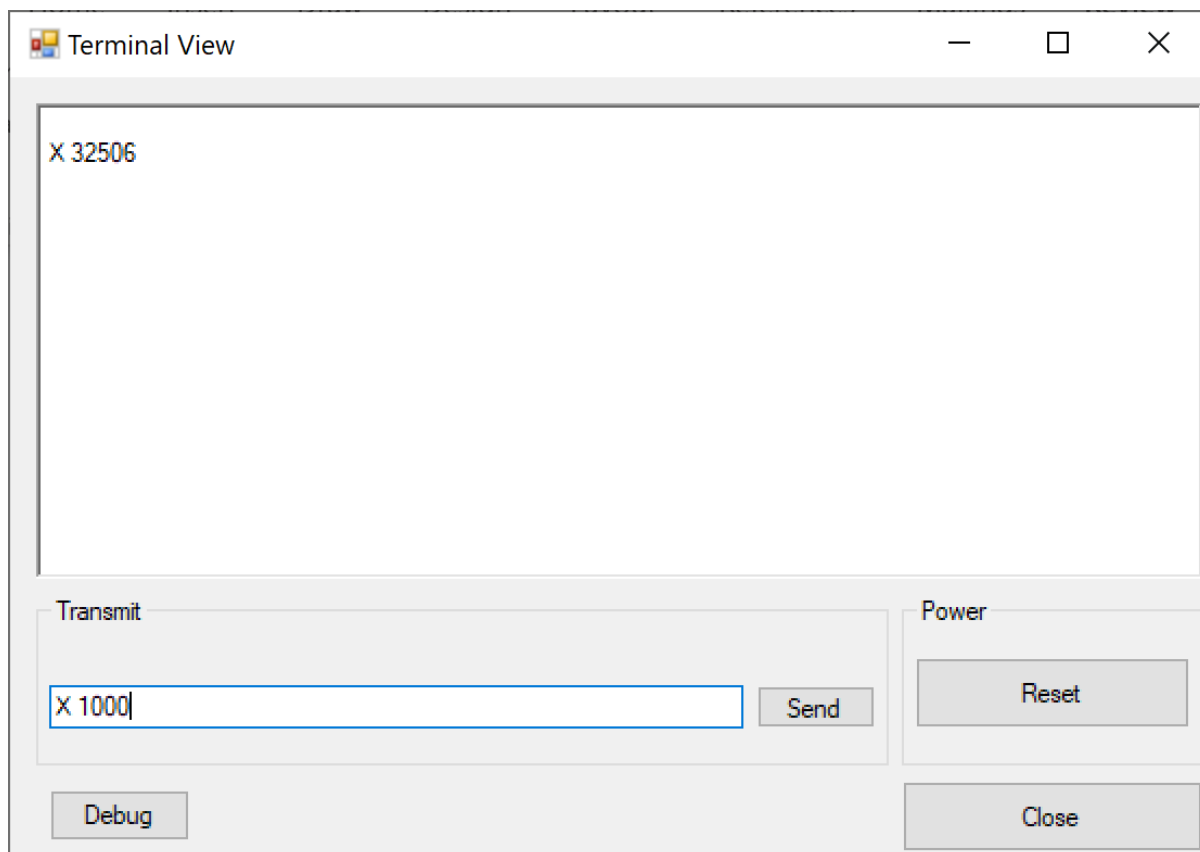 Terminal View
X 32506
Transmit
Power
X 1000
Send
Reset
Debug
Close